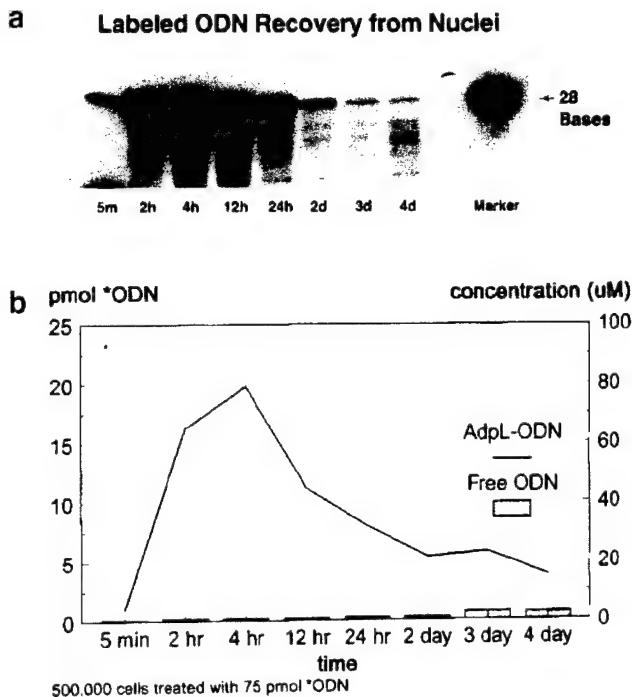 a
Labeled ODN Recovery from Nuclei
← 28
Bases
5m 2h 4h 12h 24h 2d 3d 4d Marker
b
pmol *ODN concentration (uM)
25 100
20 80
15 60
10 40
5 20
0 0
AdpL-ODN
Free ODN
5 min 2 hr 4 hr 12 hr 24 hr 2 day 3 day 4 day
time
500.000 cells treated with 75 pmol *ODN